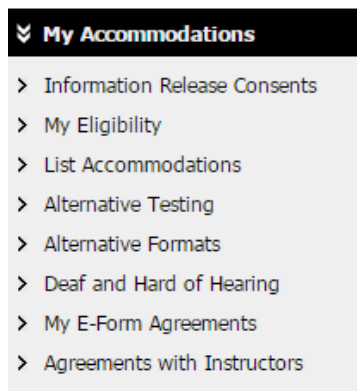 My Accommodations
Information Release Consents
My Eligibility
List Accommodations
Alternative Testing
Alternative Formats
Deaf and Hard of Hearing
My E-Form Agreements
Agreements with Instructors